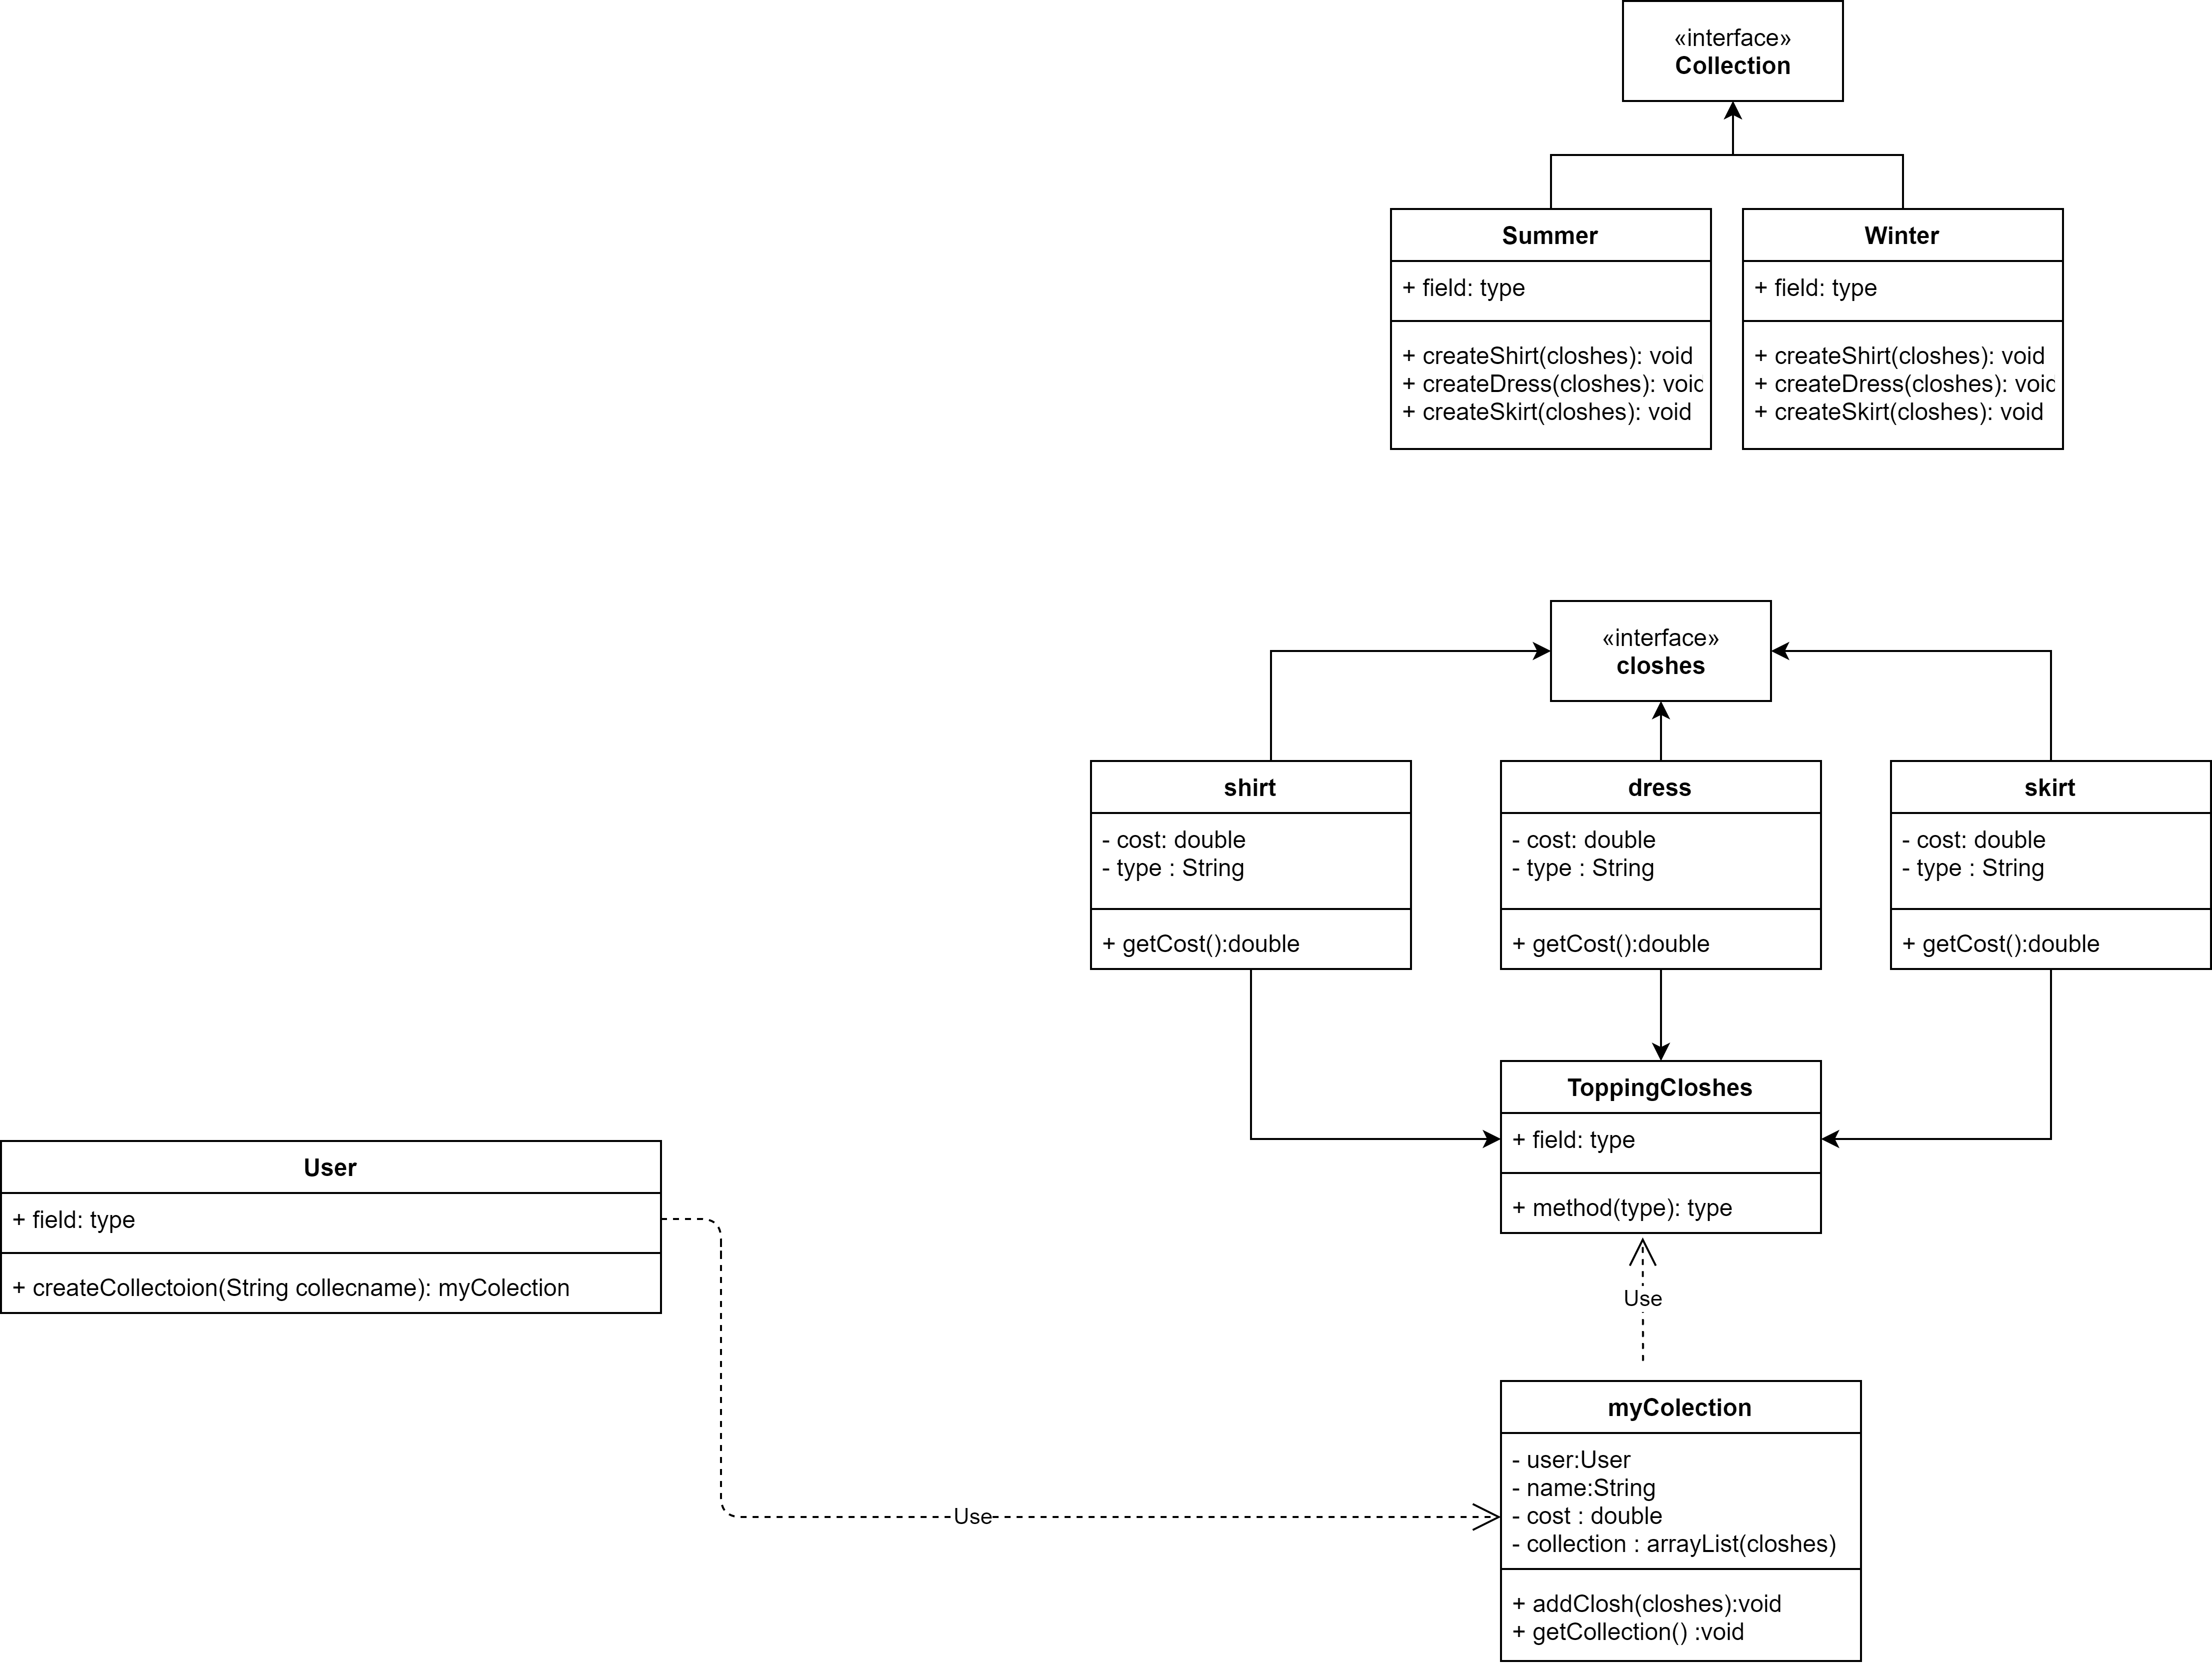 «interface»
Collection
Summer
+ field: type
+ createShirt(closhes): void
+ createDress(closhes): void
+ createSkirt(closhes): void
Winter
+ field: type
+ createShirt(closhes): void
+ createDress(closhes): void
+ createSkirt(closhes): void
«interface»
closhes
shirt
- cost: double
- type : String
+ getCost():double
dress
- cost: double
- type : String
+ getCost():double
skirt
- cost: double
- type : String
+ getCost():double
ToppingCloshes
+ field: type
+ method(type): type
User
+ field: type
+ createCollectoion(String collecname): myColection
Use
Use
myColection
- user:User
- name:String
- cost : double
- collection : arrayList(closhes)
+ addClosh(closhes):void
+ getCollection() :void